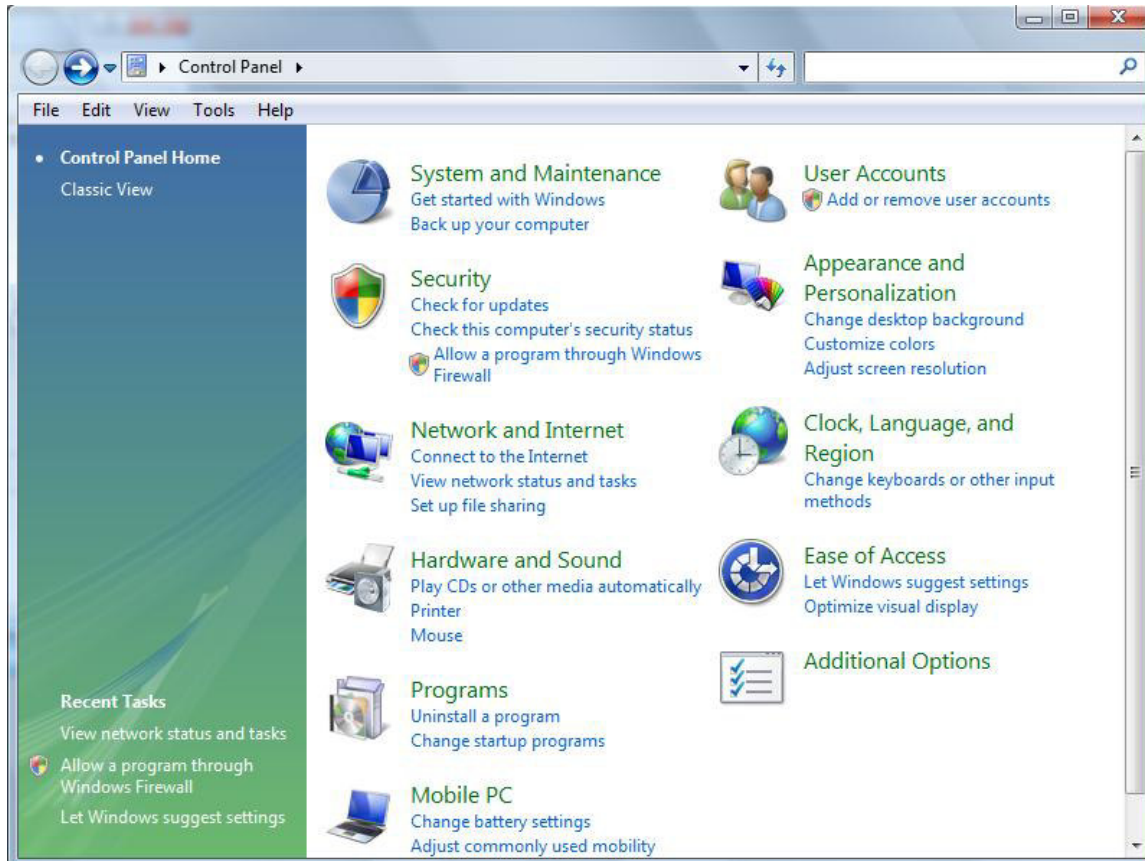 Control Panel
File Edit View Tools Help
Control Panel Home
Classic View
Recent Tasks
View network status and tasks
Allow a program through
Windows Firewall
Let Windows suggest settings
System and Maintenance
Get started with Windows
Back up your computer
Security
Check for updates
Check this computer's security status
Allow a program through Windows
Firewall
Network and Internet
Connect to the Internet
View network status and tasks
Set up file sharing
Hardware and Sound
Play CDs or other media automatically
Printer
Mouse
Programs
Uninstall a program
Change startup programs
Mobile PC
Change battery settings
Adjust commonly used mobility
User Accounts
Add or remove user accounts
Appearance and
Personalization
Change desktop background
Customize colors
Adjust screen resolution
Clock, Language, and
Region
Change keyboards or other input
methods
Ease of Access
Let Windows suggest settings
Optimize visual display
Additional Options